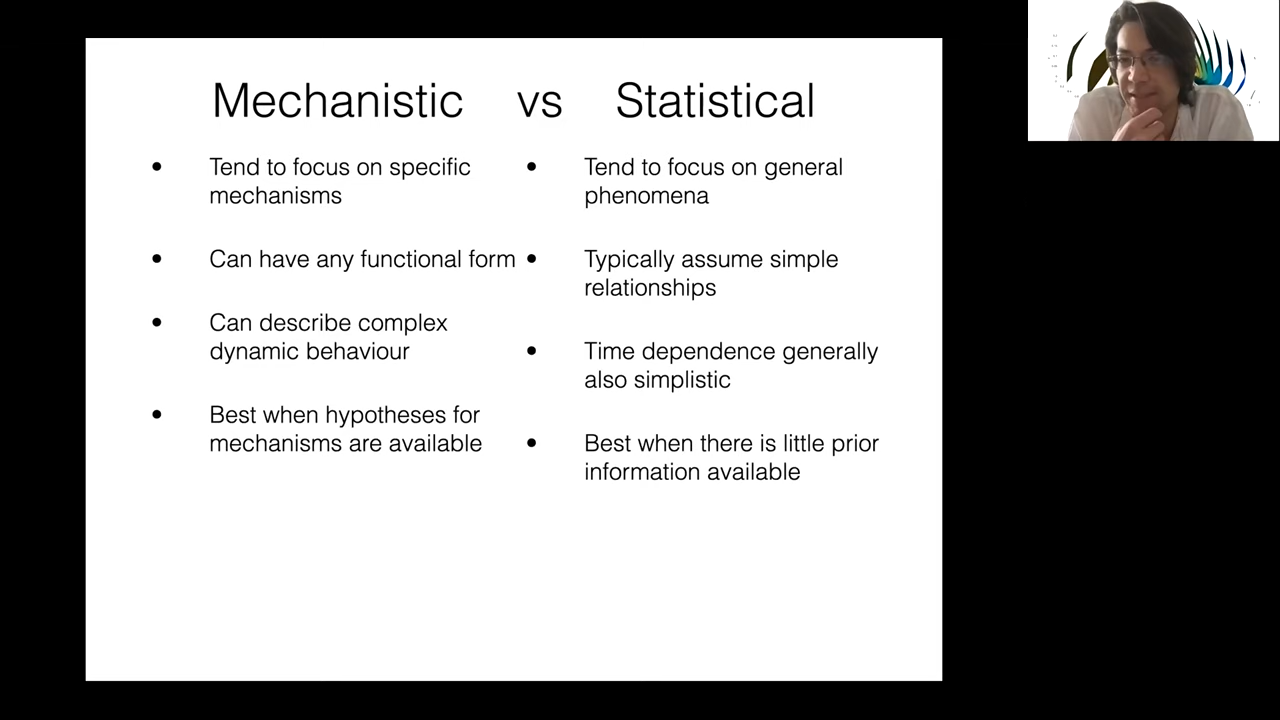 Mechanistic vs Statistical
• Tend to focus on specific
mechanisms
• Can have any functional form
• Can describe complex
dynamic behaviour
• Best when hypotheses for
mechanisms are available
• Tend to focus on general
phenomena
• Typically assume simple
relationships
• Time dependence generally
also simplistic
• Best when there is little prior
information available